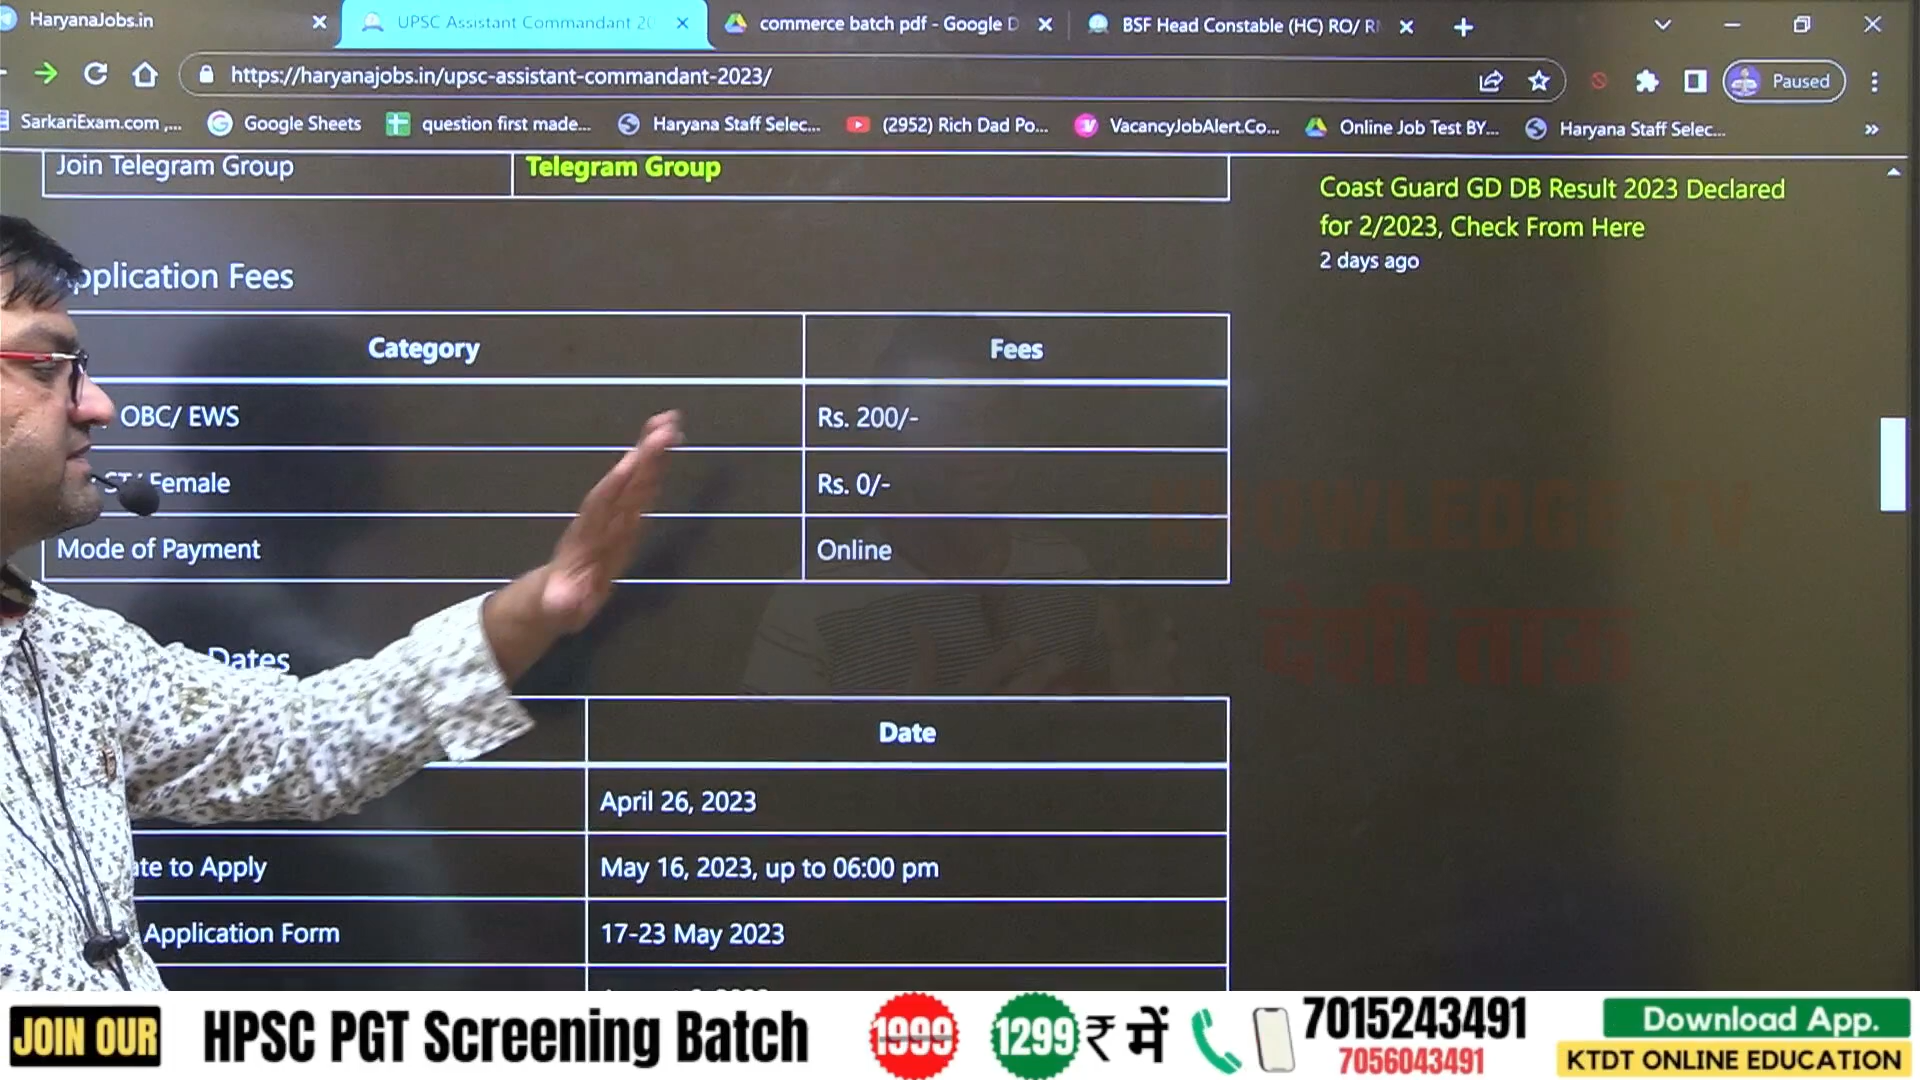 HaryanaJobs.in
UPSC Assistant Commandant 20
commerce batch pdf - Google D
BSF Head Constable (HC) RO/ R
https://haryanajobs.in/upsc-assistant-commandant-2023/
Paused
SarkariExam.com ,...
Google Sheets
question first made...
Haryana Staff Selec...
(2952) Rich Dad Po...
VacancyJobAlert.Co...
Online Job Test BY...
Haryana Staff Selec...
Join Telegram Group
Telegram Group
Coast Guard GD DB Result 2023 Declared
for 2/2023, Check From Here
2 days ago
pplication Fees
Category
Fees
OBC/ EWS
Rs. 200/-
ST/ Female
Rs. 0/-
Mode of Payment
Online
KNOWLEDGE TV
देशी ताऊ
Dates
Date
April 26, 2023
ate to Apply
May 16, 2023, up to 06:00 pm
Application Form
17-23 May 2023
JOIN OUR
HPSC PGT Screening Batch
1999
1299 ₹ में
7015243491
7056043491
Download App.
KTDT ONLINE EDUCATION